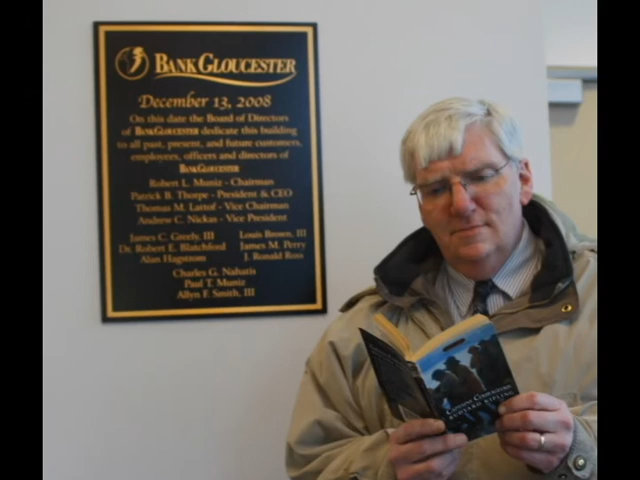 BANKGLOUCESTER
December 13, 2008
On this date the Board of Directors
of BANKGLOUCESTER dedicate this building
to all past, present, and future customers,
employees, officers and directors of
BANKGLOUCESTER
Robert L. Muniz - Chairman
Patrick B. Thorpe - President & CEO
Thomas M. Lattof - Vice Chairman
Andrew C. Nickas - Vice President
James C. Greely, III Louis Brosen, III
Dr. Robert E. Blatchford James M. Perry
Alan Hagstrom J. Ronald Ross
Charles G. Nahatis
Paul T. Muniz
Allyn F. Smith, III
CAPTAINS COURAGEOUS
RUDYARD KIPLING